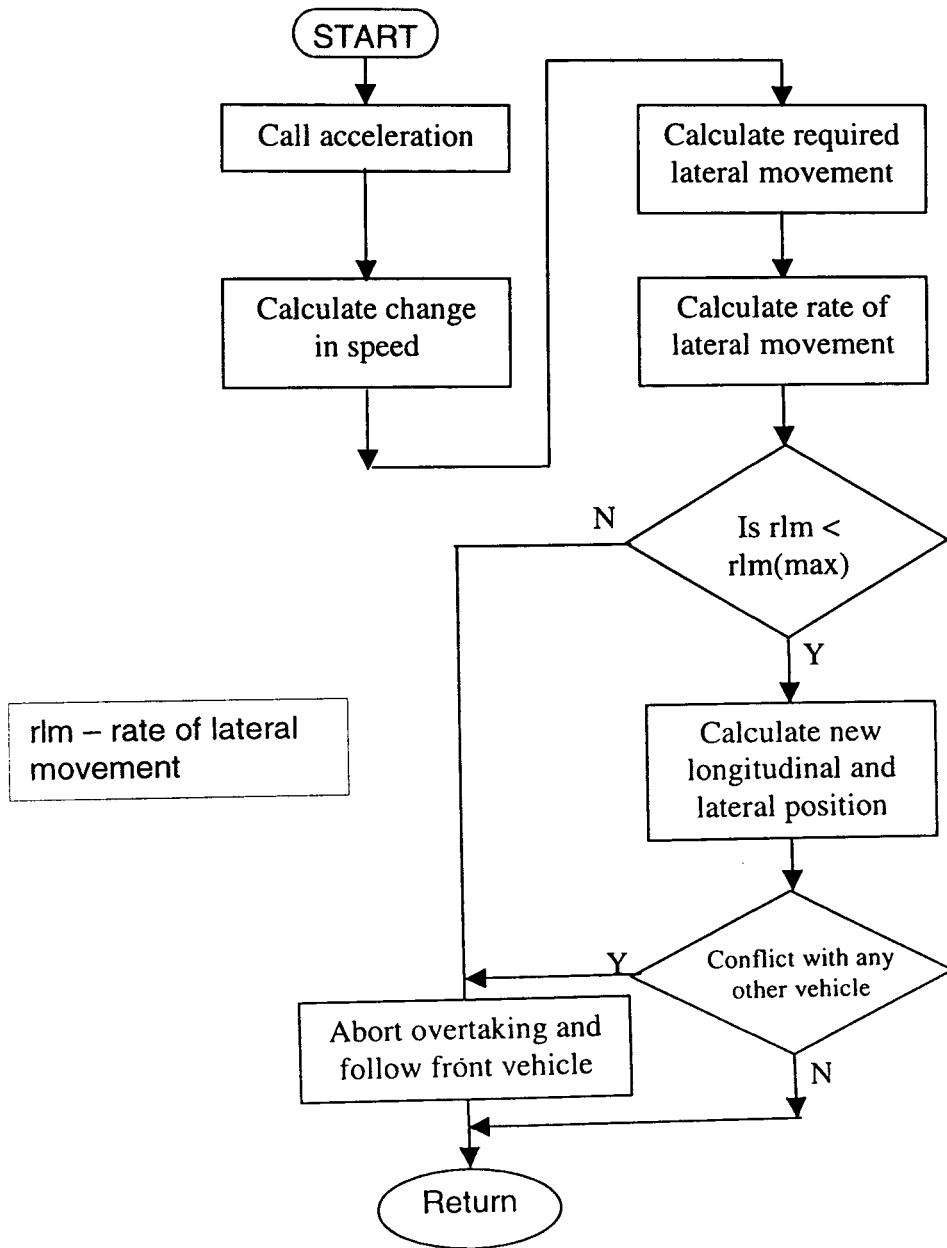 START
Call acceleration
Calculate change
in speed
Calculate required
lateral movement
Calculate rate of
lateral movement
Is rlm <
rlm(max)
N
Y
Calculate new
longitudinal and
lateral position
rlm – rate of lateral
movement
Conflict with any
other vehicle
Y
N
Abort overtaking and
follow front vehicle
Return